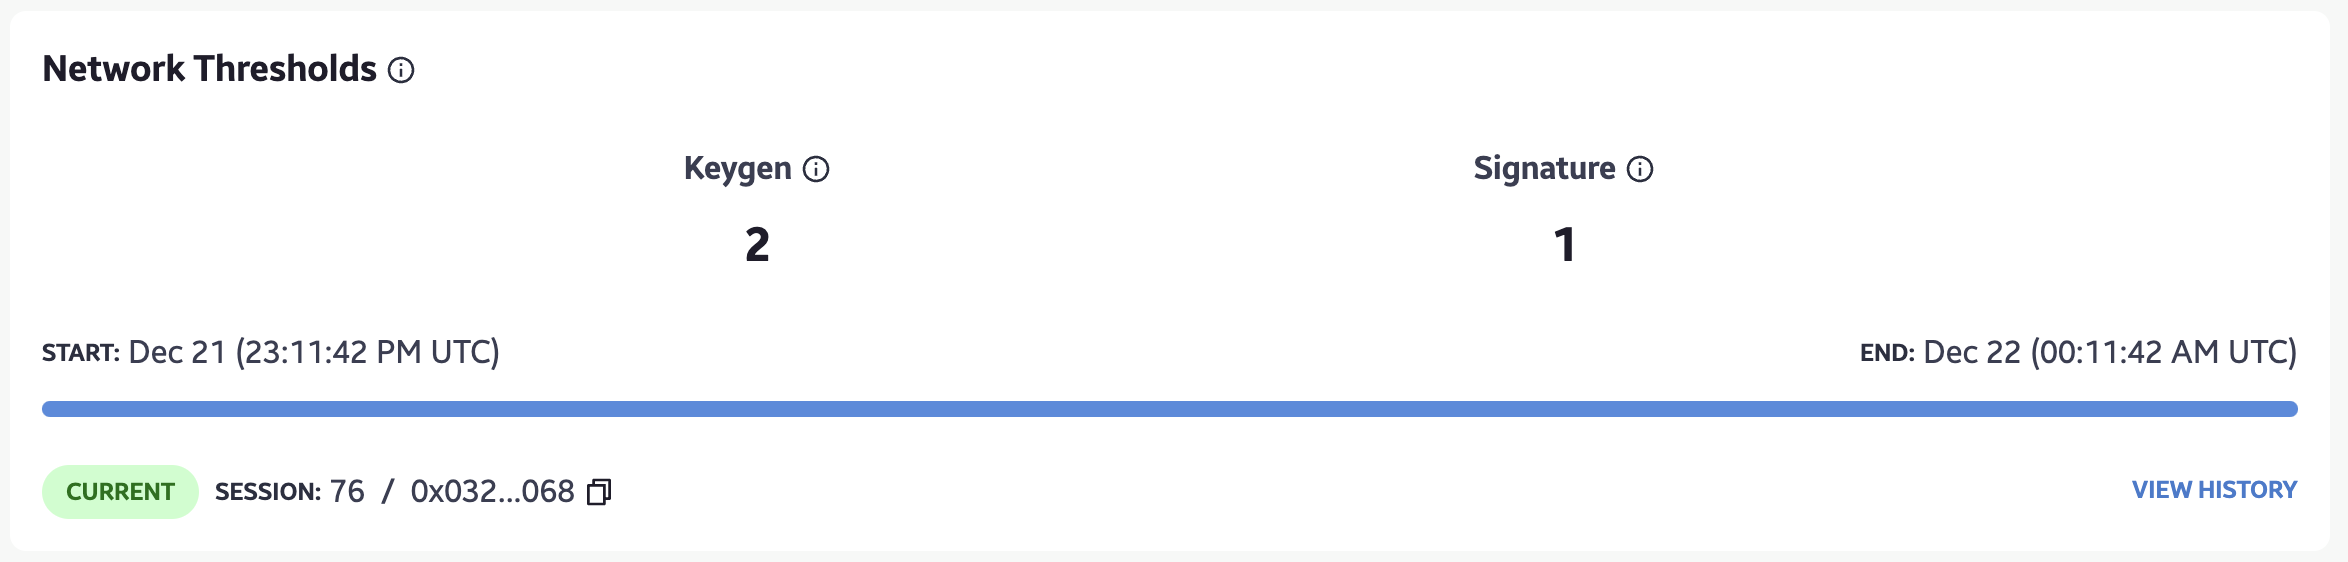 Network Thresholds
Keygen
Signature
2
1
START: Dec 21 (23:11:42 PM UTC)
END: Dec 22 (00:11:42 AM UTC)
CURRENT SESSION: 76 / 0x032...068
VIEW HISTORY